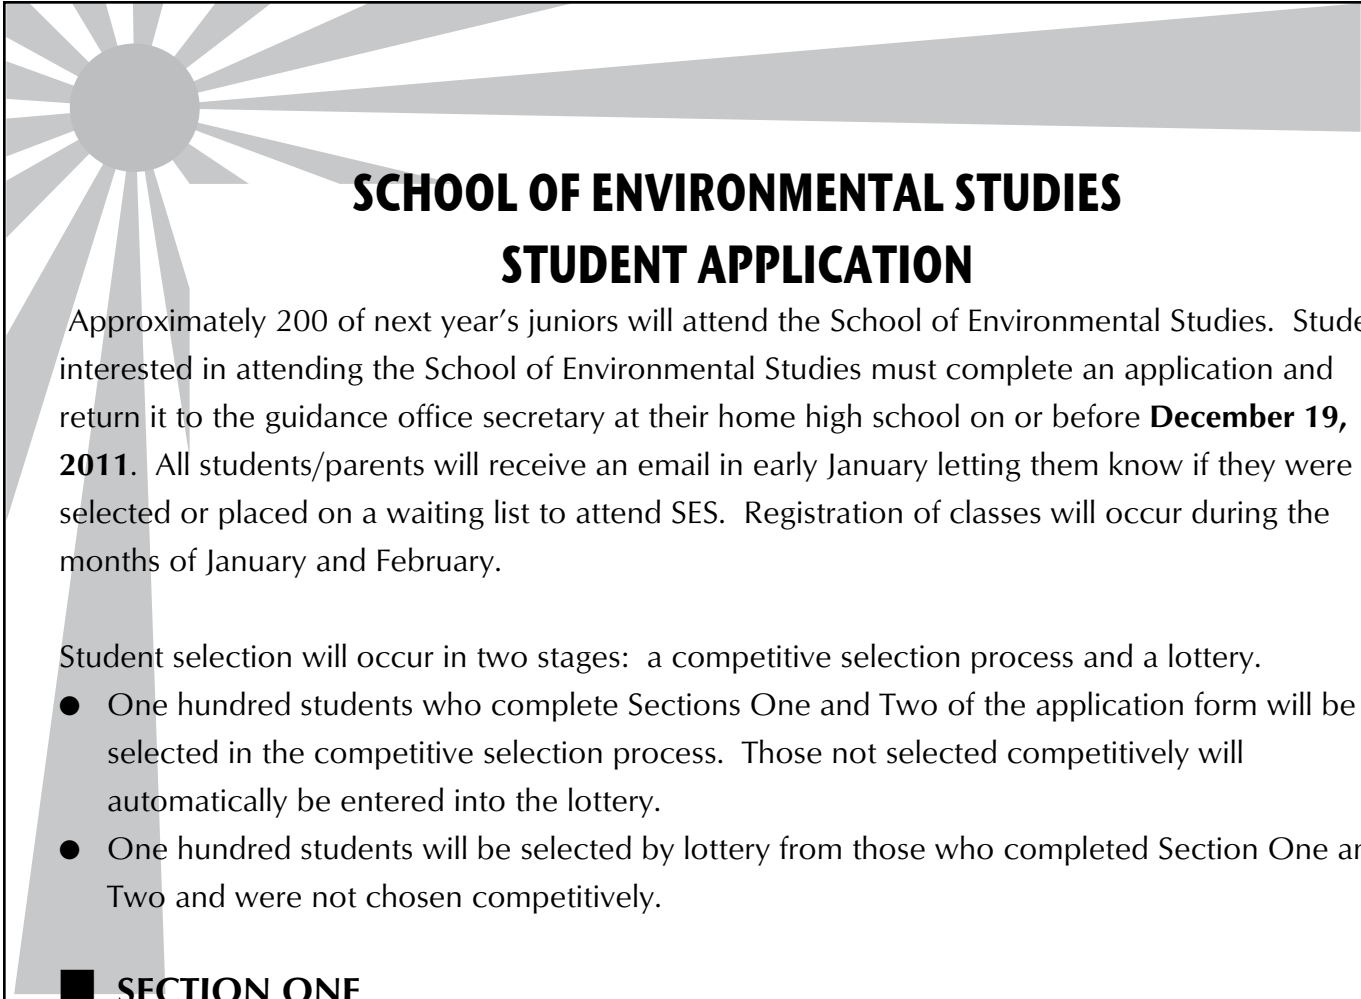 SCHOOL OF ENVIRONMENTAL STUDIES
STUDENT APPLICATION
Approximately 200 of next year's juniors will attend the School of Environmental Studies. Stude
interested in attending the School of Environmental Studies must complete an application and
return it to the guidance office secretary at their home high school on or before December 19,
2011. All students/parents will receive an email in early January letting them know if they were
selected or placed on a waiting list to attend SES. Registration of classes will occur during the
months of January and February.
Student selection will occur in two stages: a competitive selection process and a lottery.
● One hundred students who complete Sections One and Two of the application form will be
selected in the competitive selection process. Those not selected competitively will
automatically be entered into the lottery.
● One hundred students will be selected by lottery from those who completed Section One an
Two and were not chosen competitively.
■ SECTION ONE